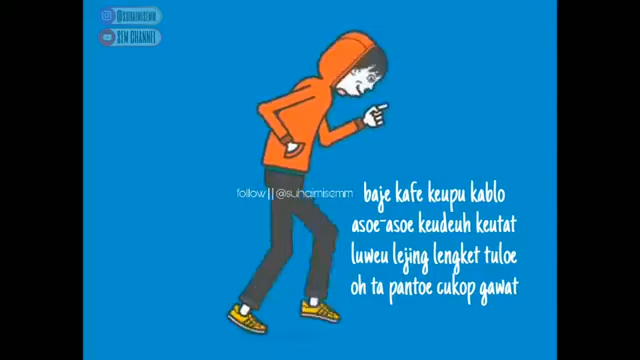 @SUHAIMISEMM
SEM CHANNEL
follow || @suhaimisemm
baje kafe keupu kablo
asoe-asoe keudeuh keutat
luweu lejing lengket tuloe
oh ta pantoe cukop gawat